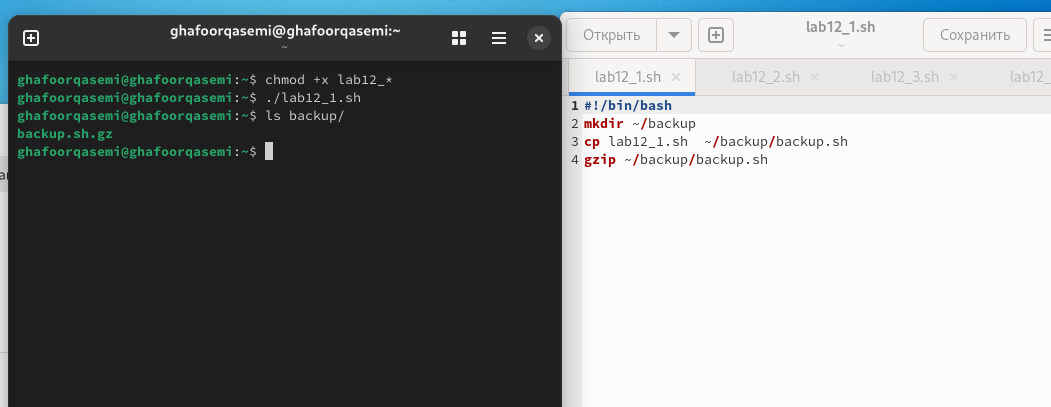 ghafoorqasemi@ghafoorqasemi:~
~
ghafoorqasemi@ghafoorqasemi:~$ chmod +x lab12_*
ghafoorqasemi@ghafoorqasemi:~$ ./lab12_1.sh
ghafoorqasemi@ghafoorqasemi:~$ ls backup/
backup.sh.gz
ghafoorqasemi@ghafoorqasemi:~$
Открыть
lab12_1.sh
~
Сохранить
lab12_1.sh × lab12_2.sh × lab12_3.sh × lab12_
1 #!/bin/bash
2 mkdir ~/backup
3 cp lab12_1.sh  ~/backup/backup.sh
4 gzip ~/backup/backup.sh